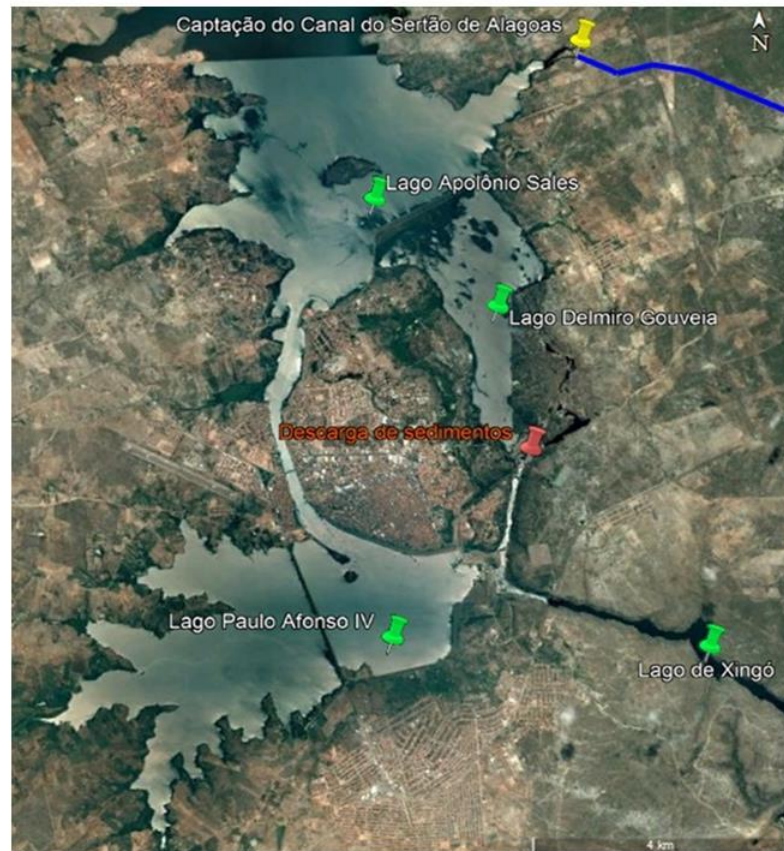 Captação do Canal do Sertão de Alagoas
N
Lago Apolônio Sales
Lago Delmiro Gouveia
Descarga de sedimentos
Lago Paulo Afonso IV
Lago de Xingó
4 km